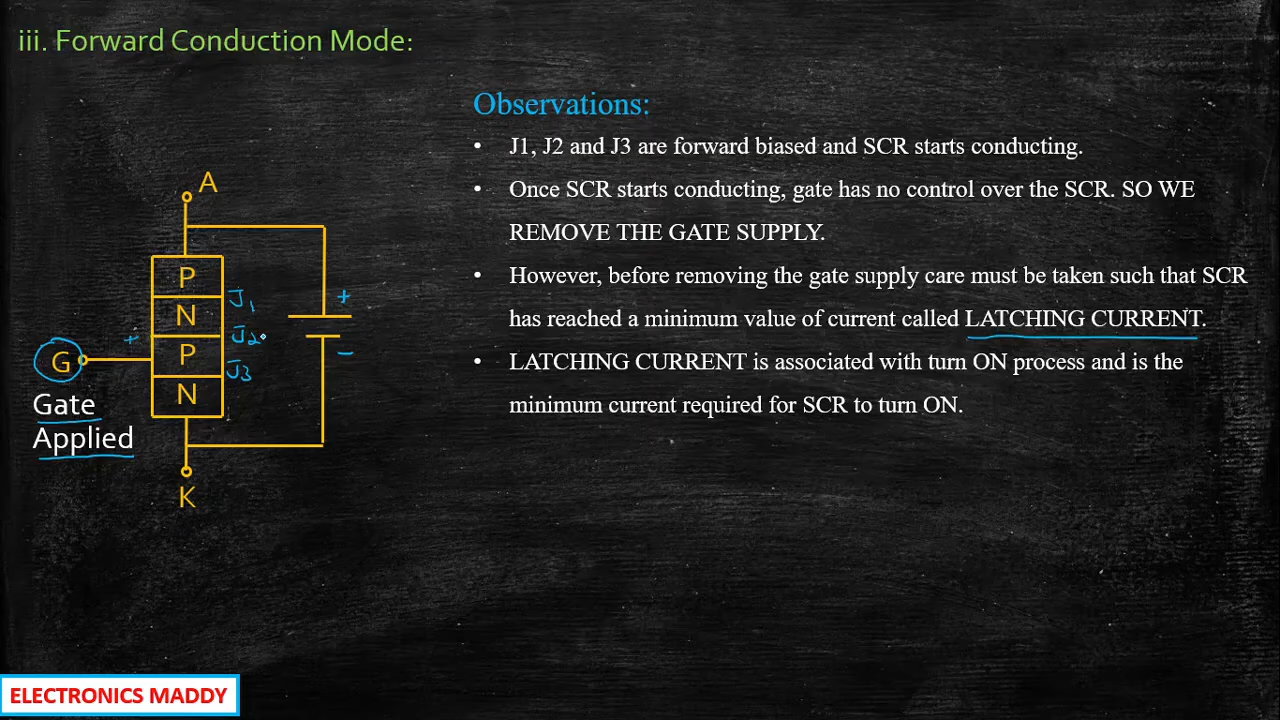 iii. Forward Conduction Mode:
Observations:
• J1, J2 and J3 are forward biased and SCR starts conducting.
• Once SCR starts conducting, gate has no control over the SCR. SO WE
REMOVE THE GATE SUPPLY.
• However, before removing the gate supply care must be taken such that SCR
has reached a minimum value of current called LATCHING CURRENT.
• LATCHING CURRENT is associated with turn ON process and is the
minimum current required for SCR to turn ON.
A
P
J1
+
N
+
J2
P
−
G
J3
N
Gate
Applied
K
ELECTRONICS MADDY